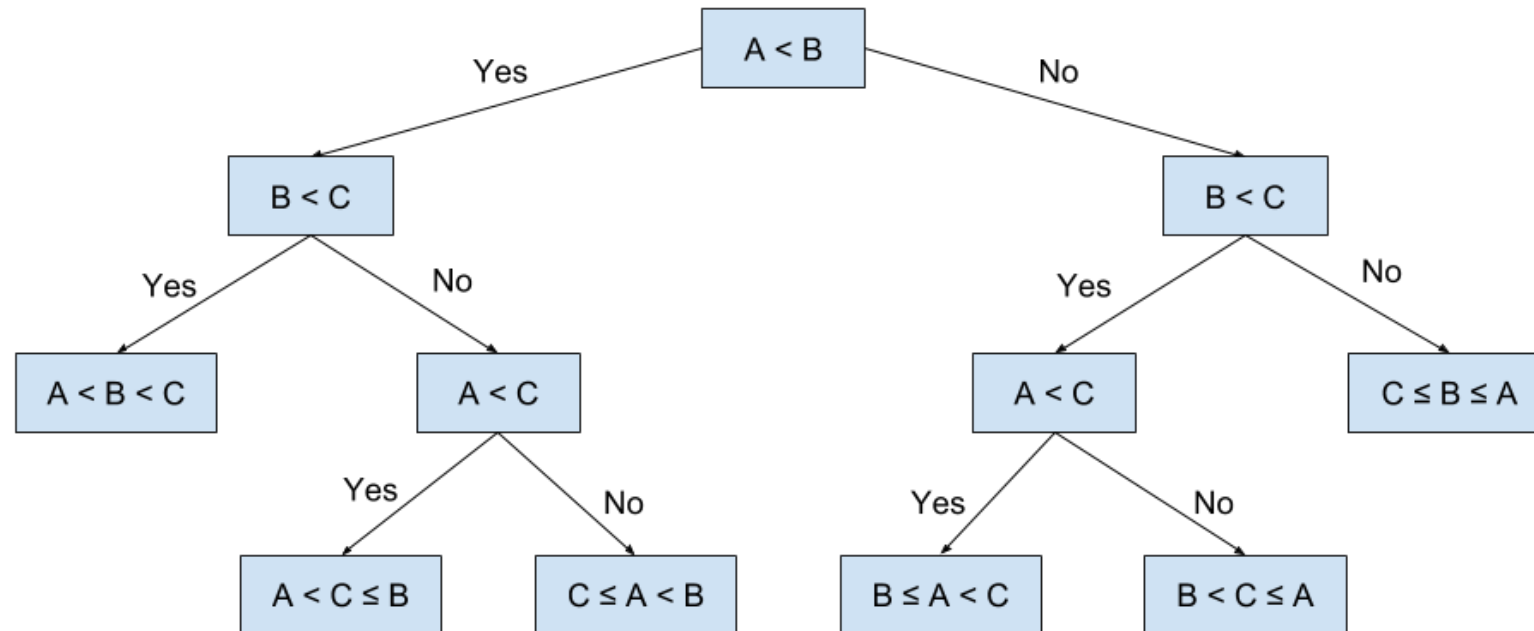 A < B
Yes
No
B < C
B < C
Yes
No
Yes
No
A < B < C
A < C
A < C
C ≤ B ≤ A
Yes
No
Yes
No
A < C ≤ B
C ≤ A < B
B ≤ A < C
B < C ≤ A